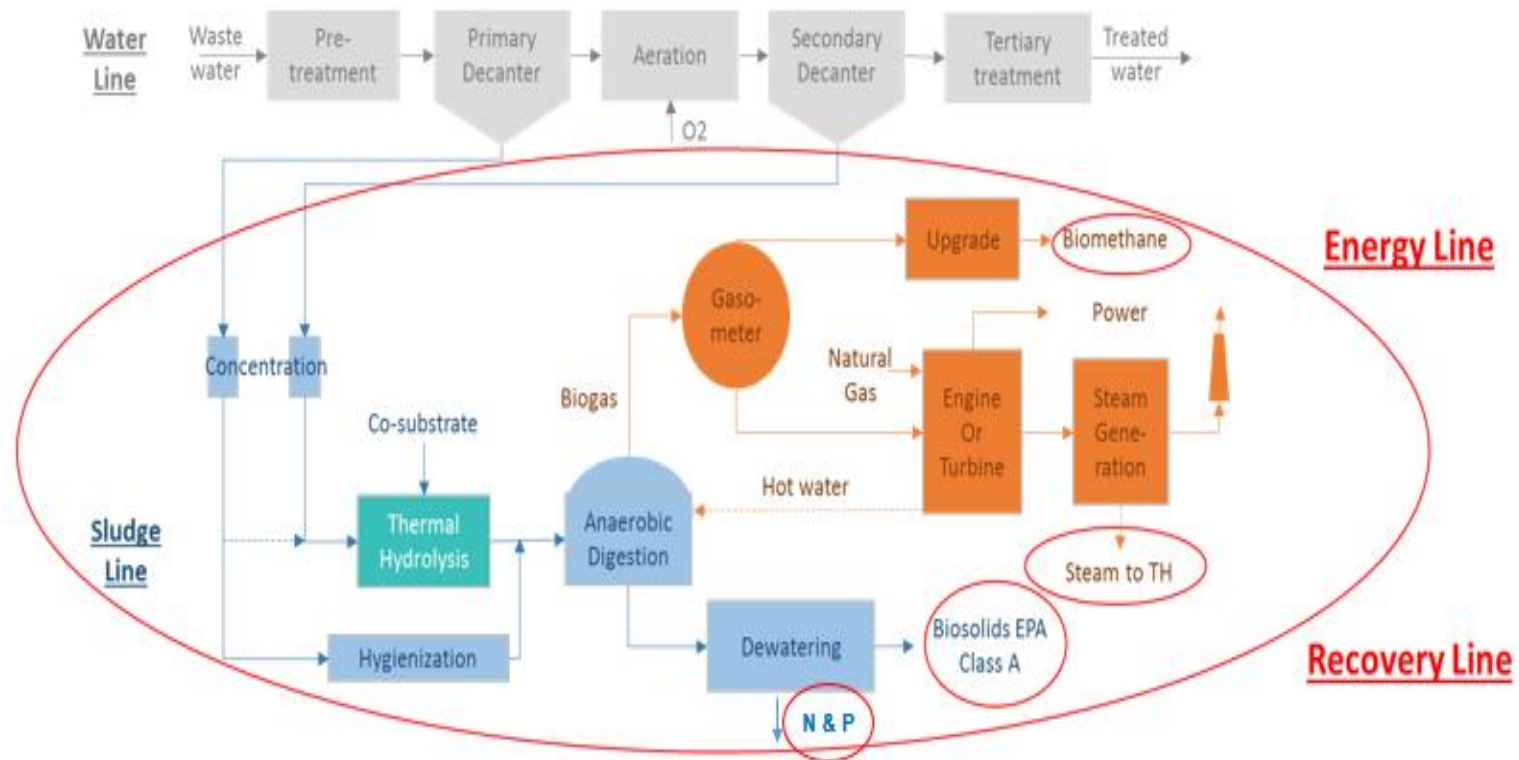 Water
Line
Waste
water
Pre-
treatment
Primary
Decanter
Aeration
Secondary
Decanter
Tertiary
treatment
Treated
water
O2
Upgrade
Biomethane
Energy Line
Gaso-
meter
Power
Concentration
Natural
Gas
Biogas
Engine
Or
Turbine
Steam
Gene-
ration
Co-substrate
Hot water
Sludge
Line
Thermal
Hydrolysis
Anaerobic
Digestion
Steam to TH
Hygienization
Dewatering
Biosolids EPA
Class A
Recovery Line
N & P